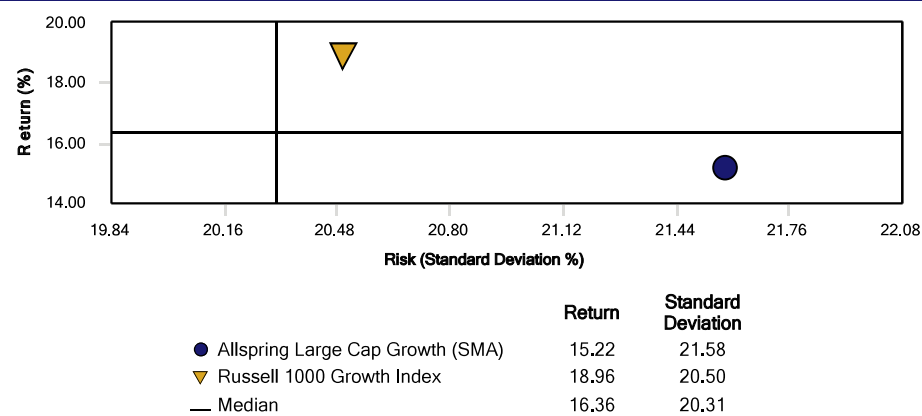 20.00
Return (%)
18.00
16.00
14.00
19.84 20.16 20.48 20.80 21.12 21.44 21.76 22.08
Risk (Standard Deviation %)
Return Standard Deviation
Allspring Large Cap Growth (SMA) 15.22 21.58
Russell 1000 Growth Index 18.96 20.50
Median 16.36 20.31